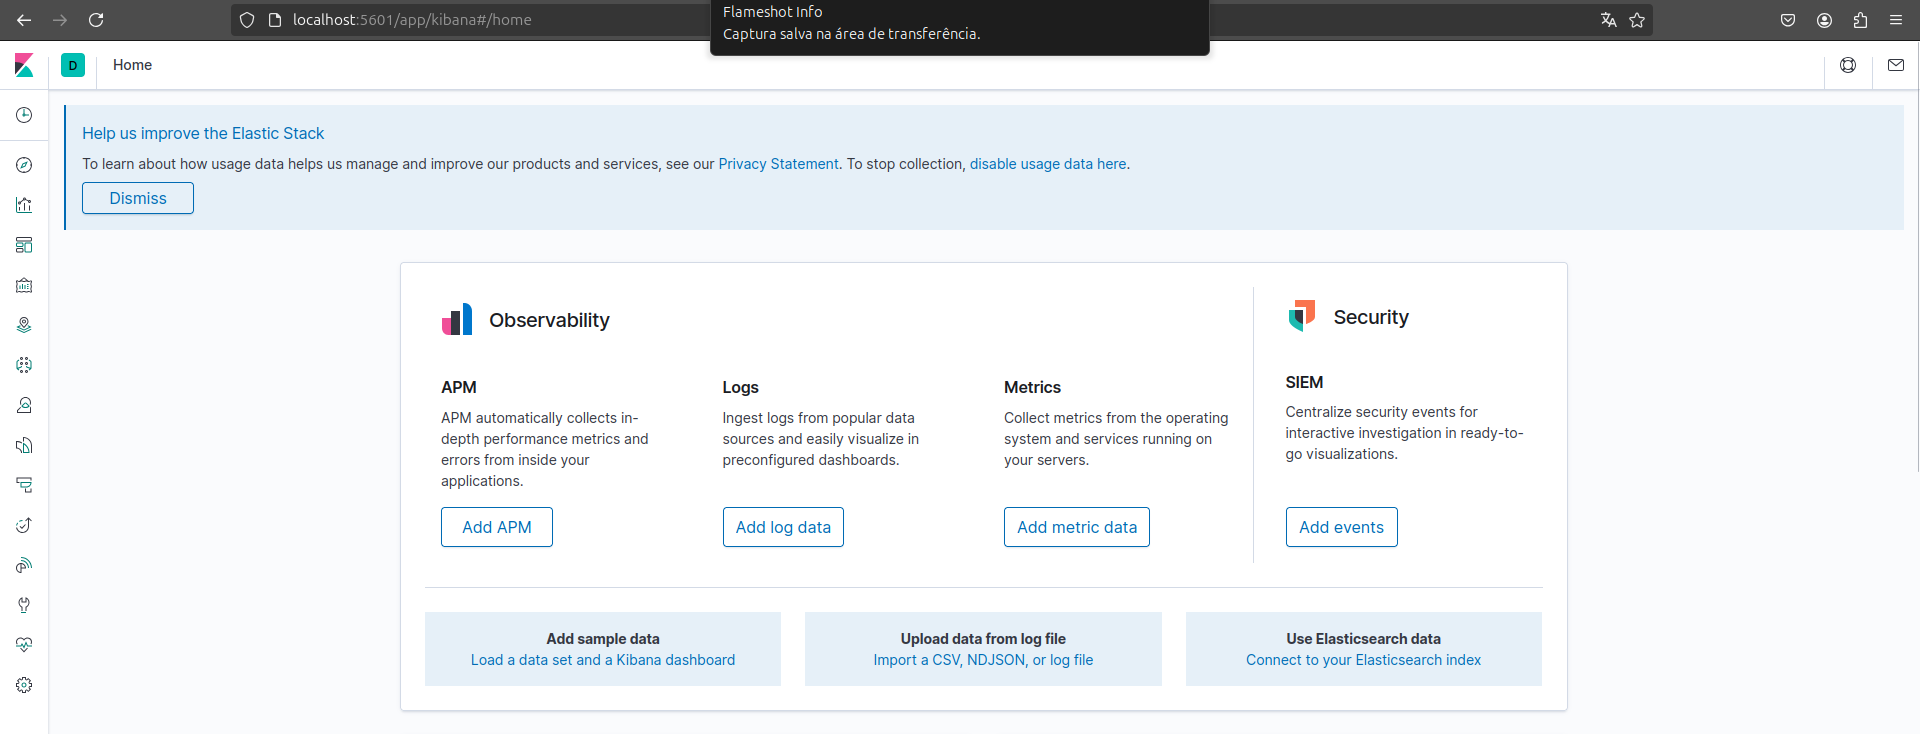 localhost:5601/app/kibana#/home
Flameshot Info
Captura salva na área de transferência.
D
Home
Help us improve the Elastic Stack
To learn about how usage data helps us manage and improve our products and services, see our Privacy Statement. To stop collection, disable usage data here.
Dismiss
Observability
Security
APM
APM automatically collects in-
depth performance metrics and
errors from inside your
applications.
Add APM
Logs
Ingest logs from popular data
sources and easily visualize in
preconfigured dashboards.
Add log data
Metrics
Collect metrics from the operating
system and services running on
your servers.
Add metric data
SIEM
Centralize security events for
interactive investigation in ready-to-
go visualizations.
Add events
Add sample data
Load a data set and a Kibana dashboard
Upload data from log file
Import a CSV, NDJSON, or log file
Use Elasticsearch data
Connect to your Elasticsearch index